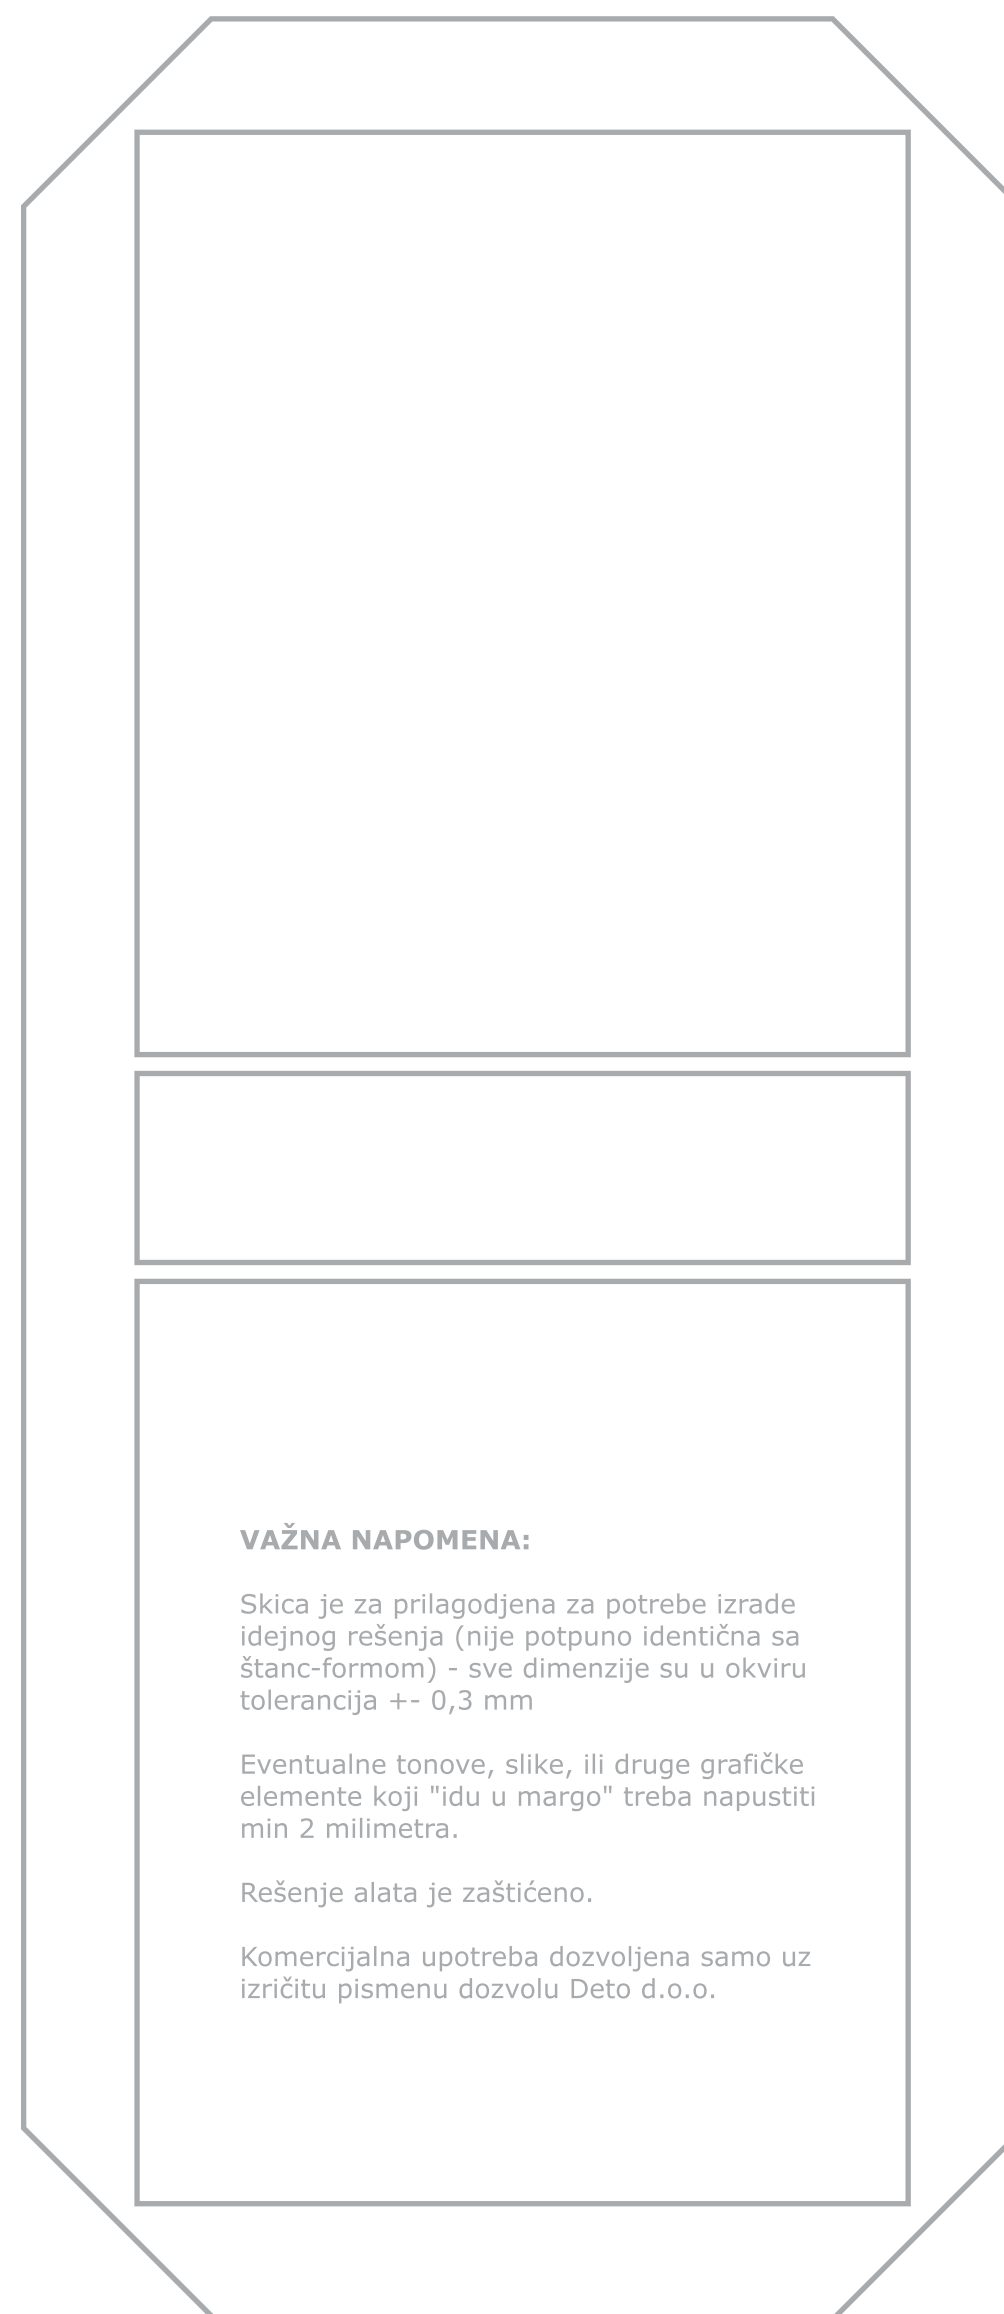 VAŽNA NAPOMENA:
Skica je za prilagodjena za potrebe izrade
idejnog rešenja (nije potpuno identična sa
štanc-formom) - sve dimenzije su u okviru
tolerancija +- 0,3 mm
Eventualne tonove, slike, ili druge grafičke
elemente koji "idu u margo" treba napustiti
min 2 milimetra.
Rešenje alata je zaštićeno.
Komercijalna upotreba dozvoljena samo uz
izričitu pismenu dozvolu Deto d.o.o.